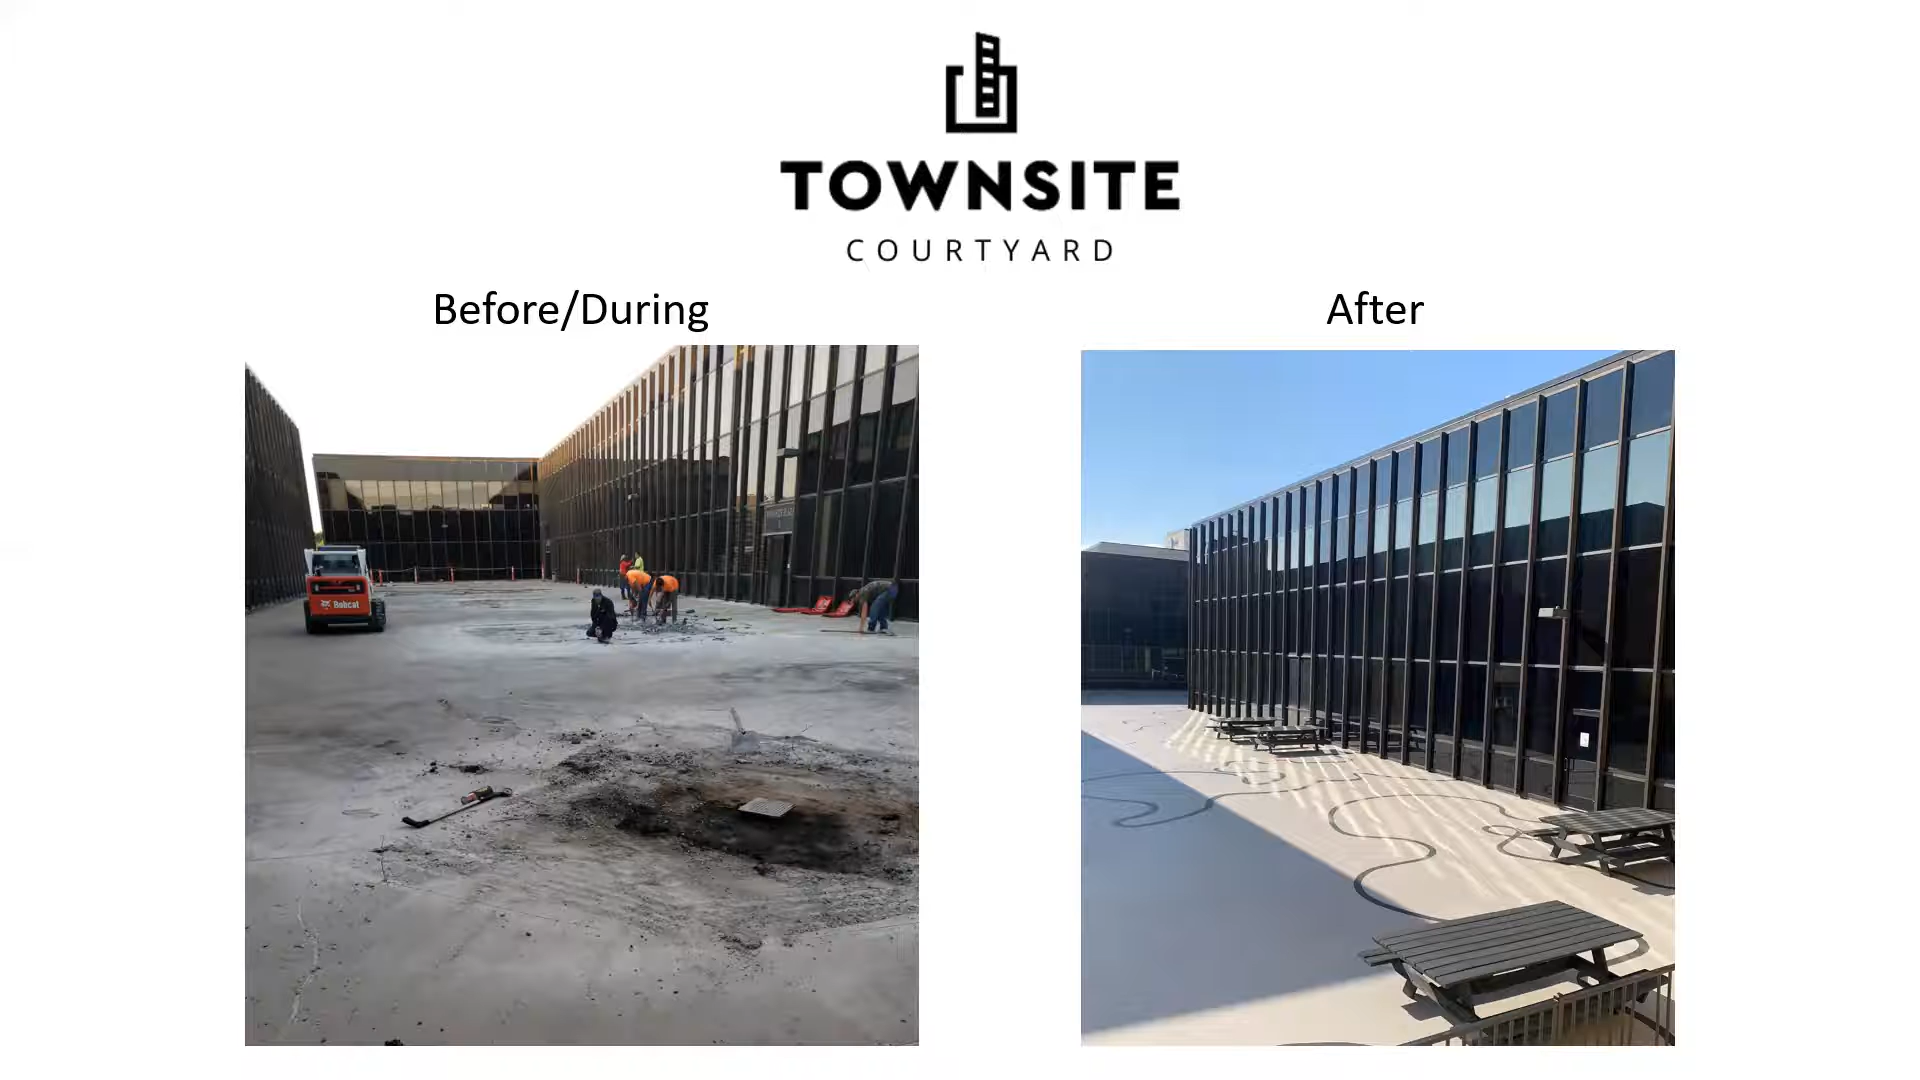 TOWNSITE
COURTYARD
Before/During
After
Bobcat